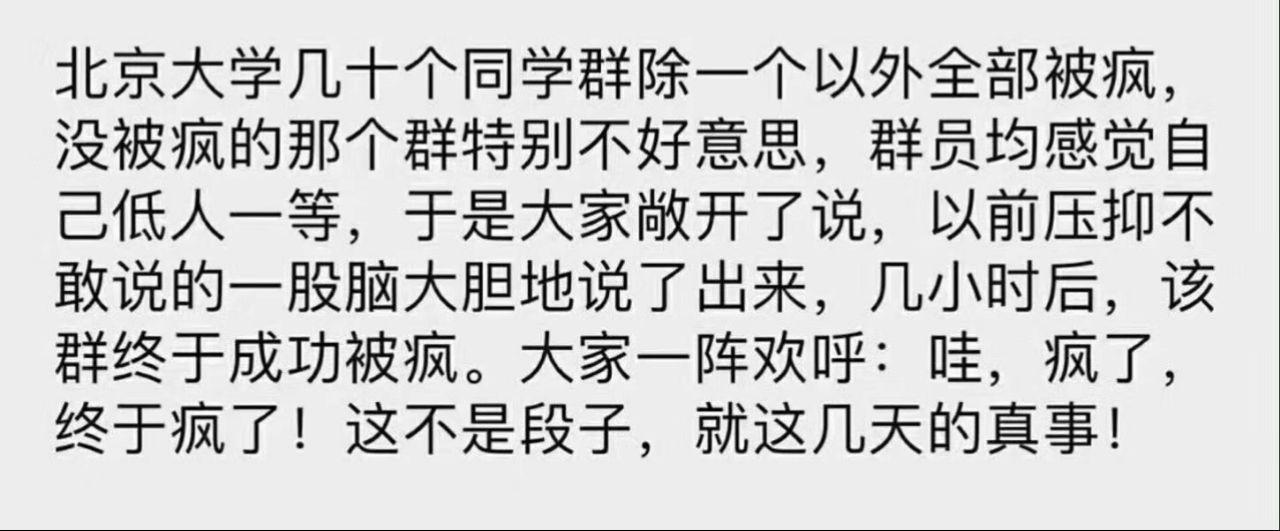 北京大学几十个同学群除一个以外全部被疯，
没被疯的那个群特别不好意思，群员均感觉自
己低人一等，于是大家敞开了说，以前压抑不
敢说的一股脑大胆地说了出来，几小时后，该
群终于成功被疯。大家一阵欢呼：哇，疯了，
终于疯了！这不是段子，就这几天的真事！